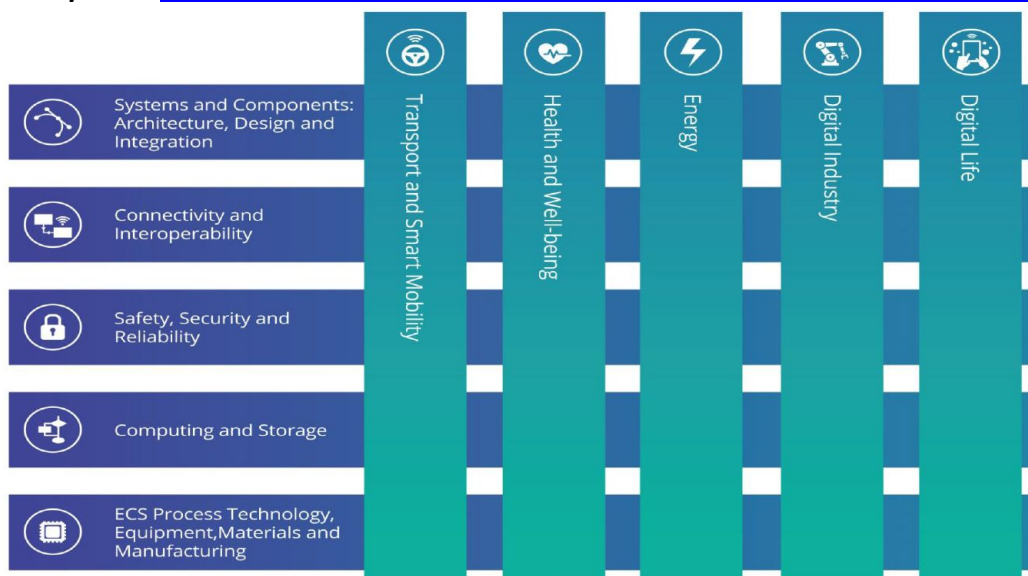 Transport and Smart Mobility
Health and Well-being
Energy
Digital Industry
Digital Life
Systems and Components:
Architecture, Design and
Integration
Connectivity and
Interoperability
Safety, Security and
Reliability
Computing and Storage
ECS Process Technology,
Equipment,Materials and
Manufacturing